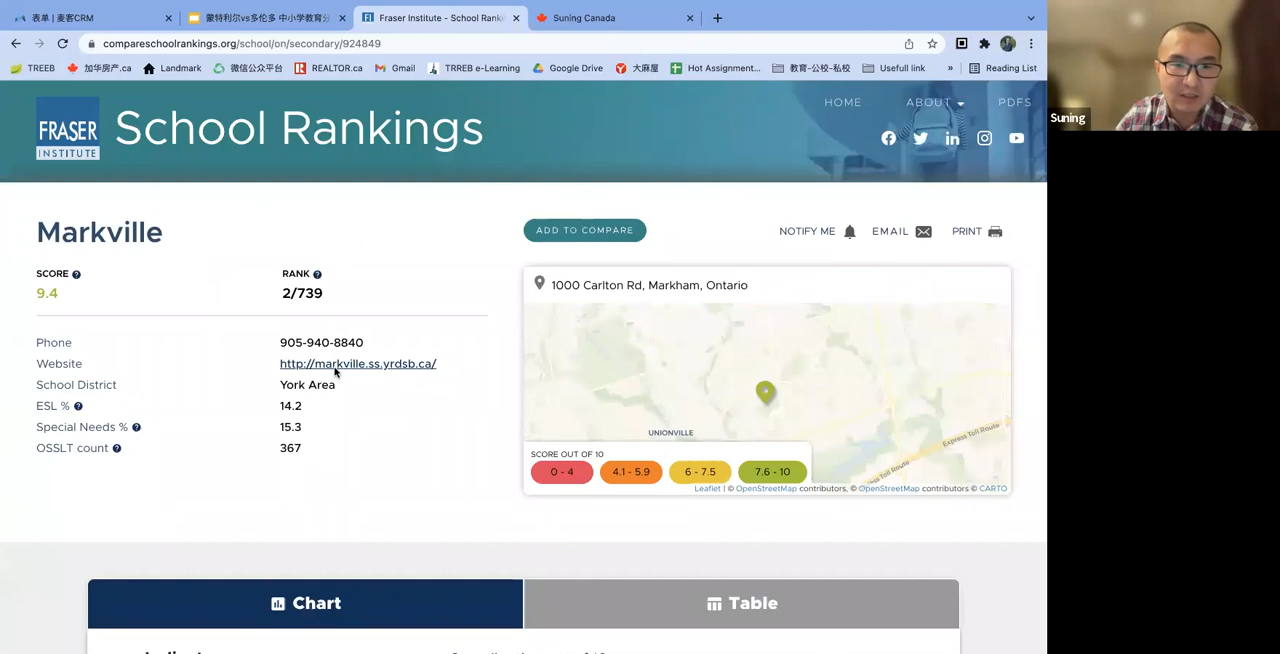 表单 | 麦客CRM
蒙特利尔vs多伦多 中小学教育分
Fraser Institute - School Ranki
Suning Canada
compareschoolrankings.org/school/on/secondary/924849
TREEB
加华房产.ca
Landmark
微信公众平台
REALTOR.ca
Gmail
TRREB e-Learning
Google Drive
大麻屋
Hot Assignment...
教育-公校-私校
Usefull link
»
Reading List
FRASER
INSTITUTE
School Rankings
HOME
ABOUT
PDFS
Suning
Markville
ADD TO COMPARE
NOTIFY ME
EMAIL
PRINT
SCORE
RANK
9.4
2/739
1000 Carlton Rd, Markham, Ontario
Phone 905-940-8840
Website http://markville.ss.yrdsb.ca/
School District York Area
ESL % 14.2
Special Needs % 15.3
OSSLT count 367
UNIONVILLE
Express Toll Route
Express Toll Route
SCORE OUT OF 10
0 - 4
4.1 - 5.9
6 - 7.5
7.6 - 10
Leaflet | © OpenStreetMap contributors, © OpenStreetMap contributors © CARTO
Chart
Table